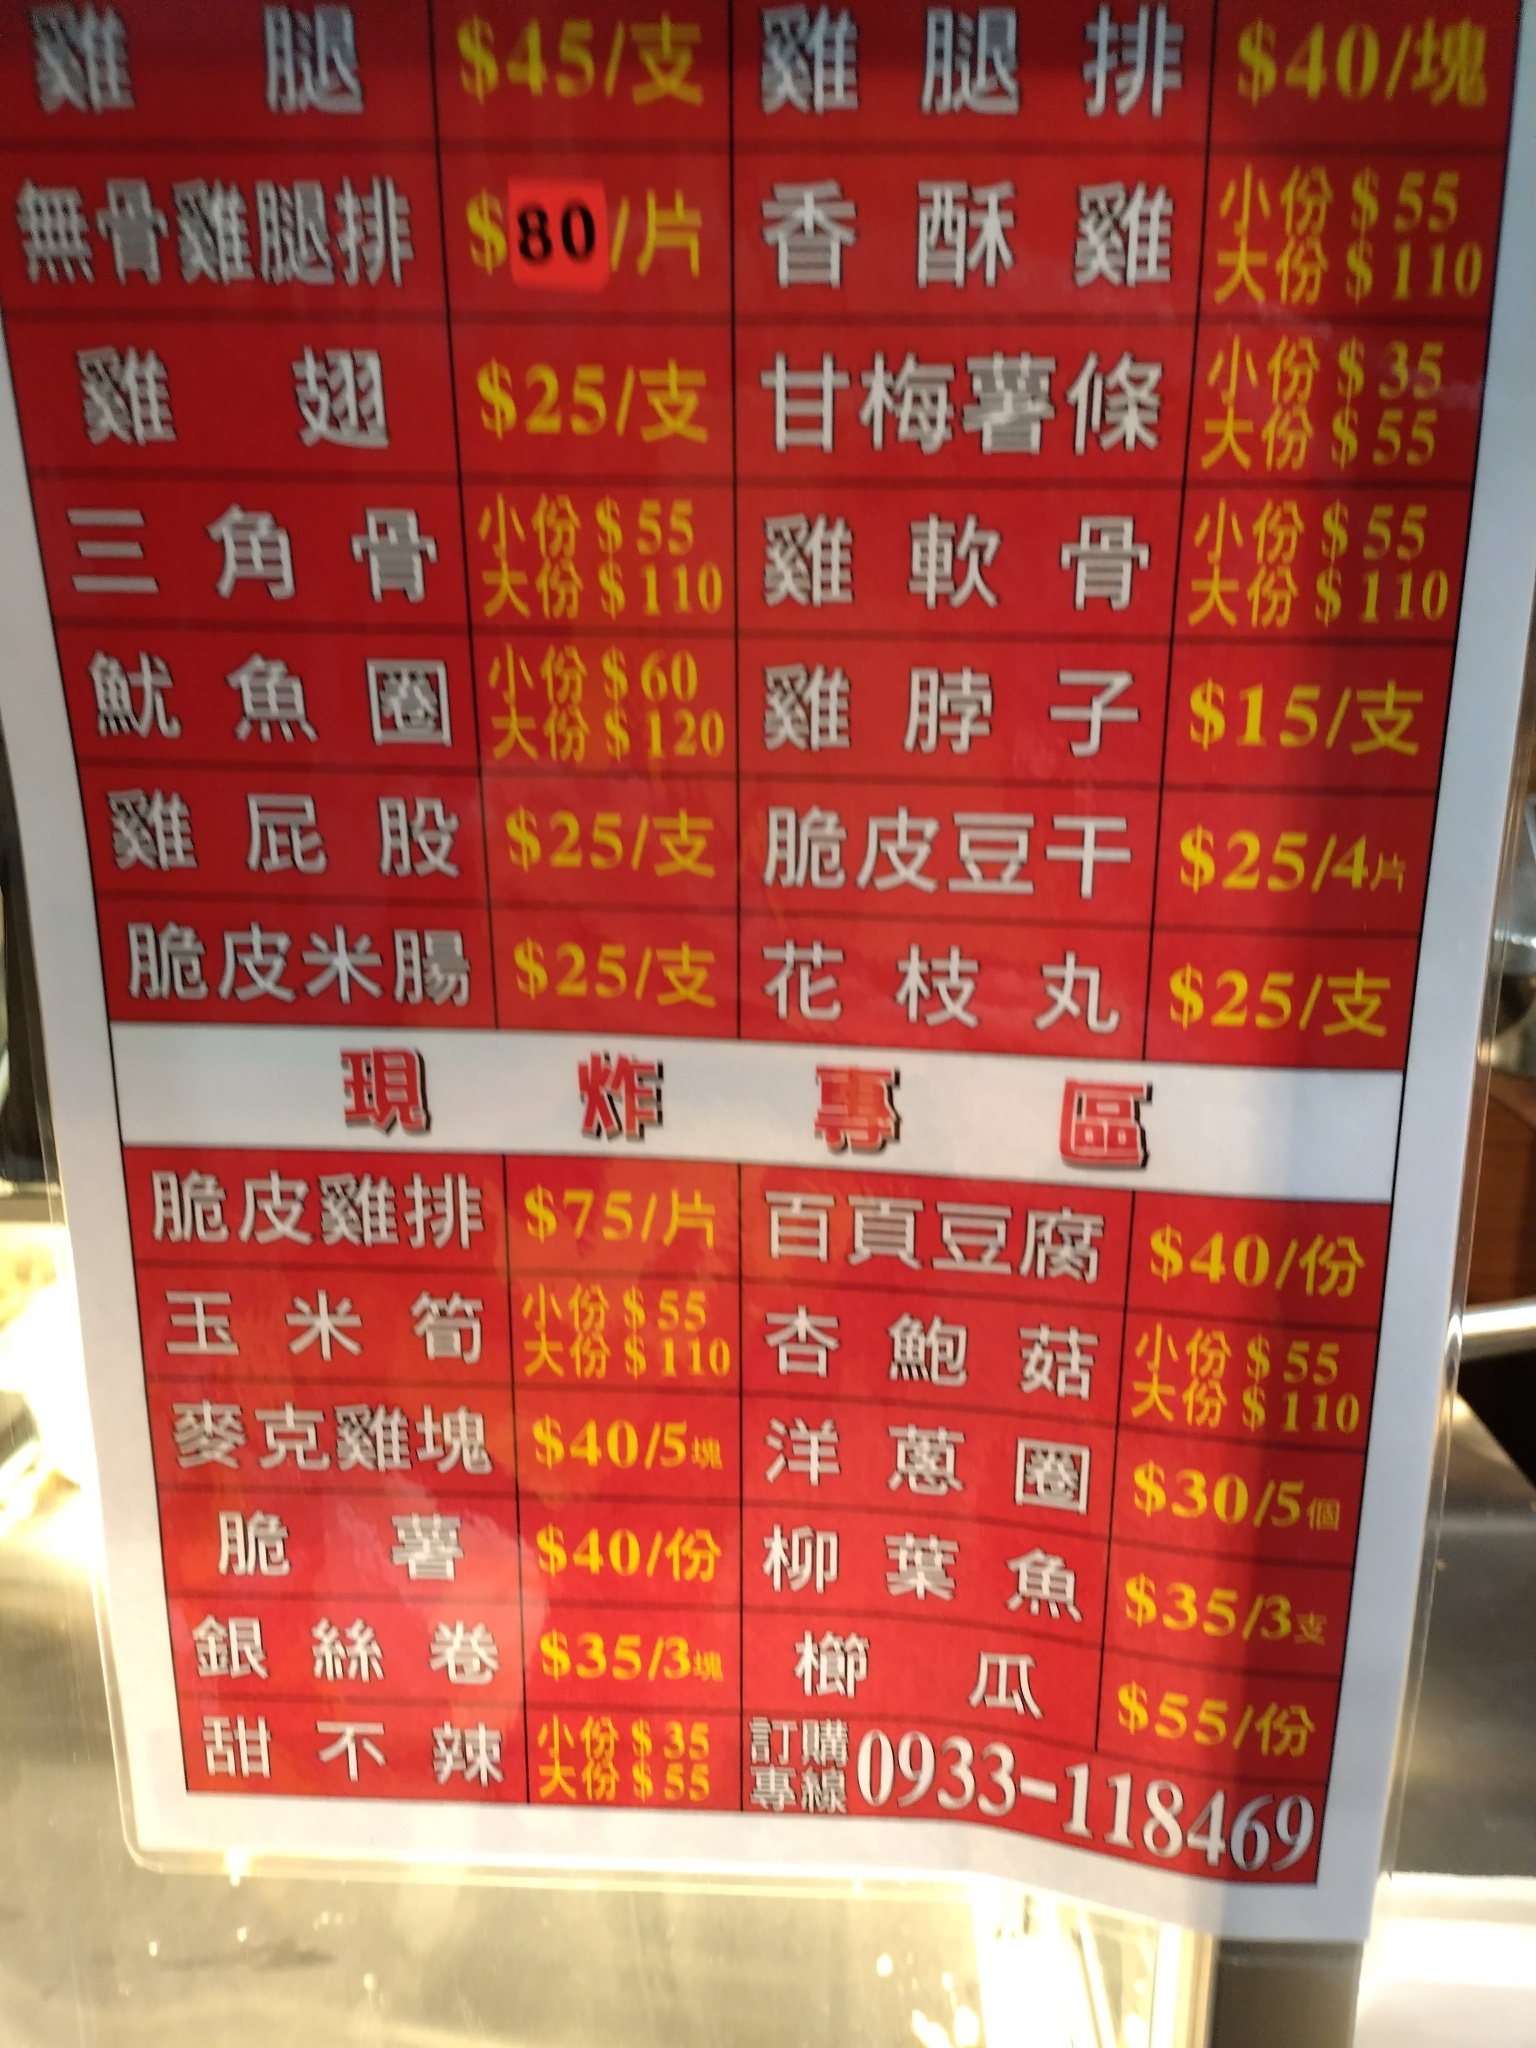 雞腿 $45/支 雞腿排 $40/塊
無骨雞腿排 $80/片 香酥雞 小份$55
大份$110
雞翅 $25/支 甘梅薯條 小份$35
大份$55
三角骨 小份$55 雞軟骨 小份$55
大份$110 大份$110
魷魚圈 小份$60 雞脖子 $15/支
大份$120
雞屁股 $25/支 脆皮豆干 $25/4片
脆皮米腸 $25/支 花枝丸 $25/支
現炸專區
脆皮雞排 $75/片 百頁豆腐 $40/份
玉米筍 小份$55 杏鮑菇 小份$55
大份$110 大份$110
麥克雞塊 $40/5塊 洋蔥圈 $30/5個
脆薯 $40/份 柳葉魚 $35/3支
銀絲卷 $35/3塊 櫛瓜 $55/份
甜不辣 小份$35 訂購
大份$55 專線 0933-118469